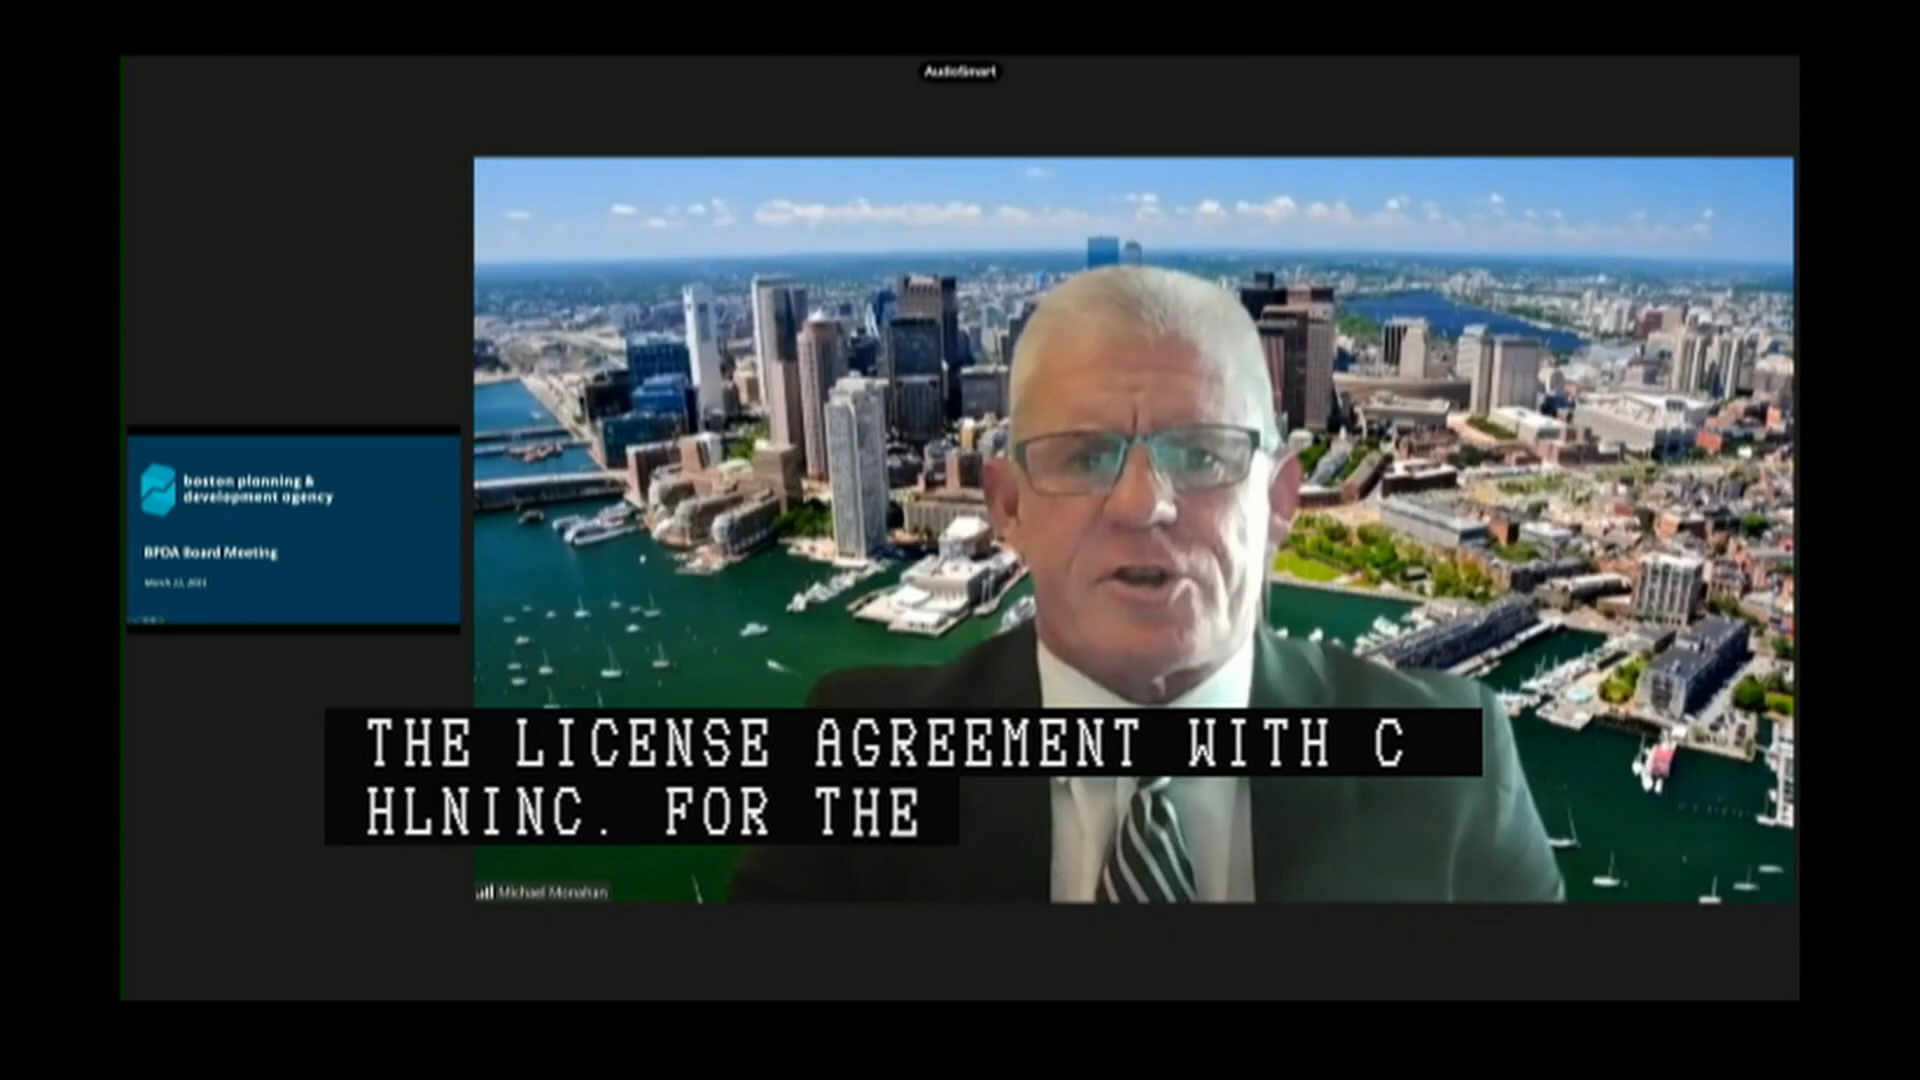 AudioSmart
boston planning &
development agency
BPDA Board Meeting
THE LICENSE AGREEMENT WITH C
HLNINC. FOR THE
Michael Monahan